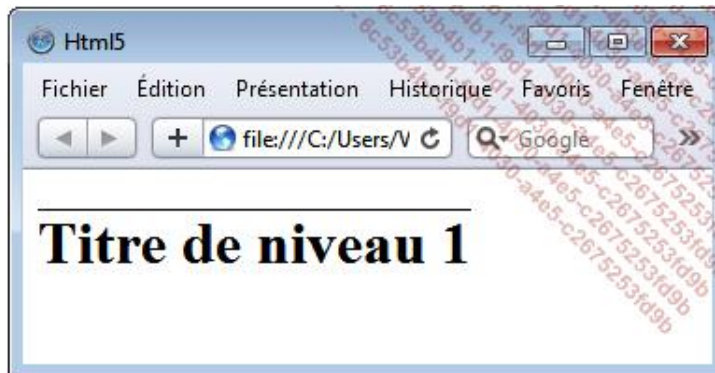 Html5
Fichier Édition Présentation Historique Favoris Fenêtre
+ file:///C:/Users/V Google »
Titre de niveau 1